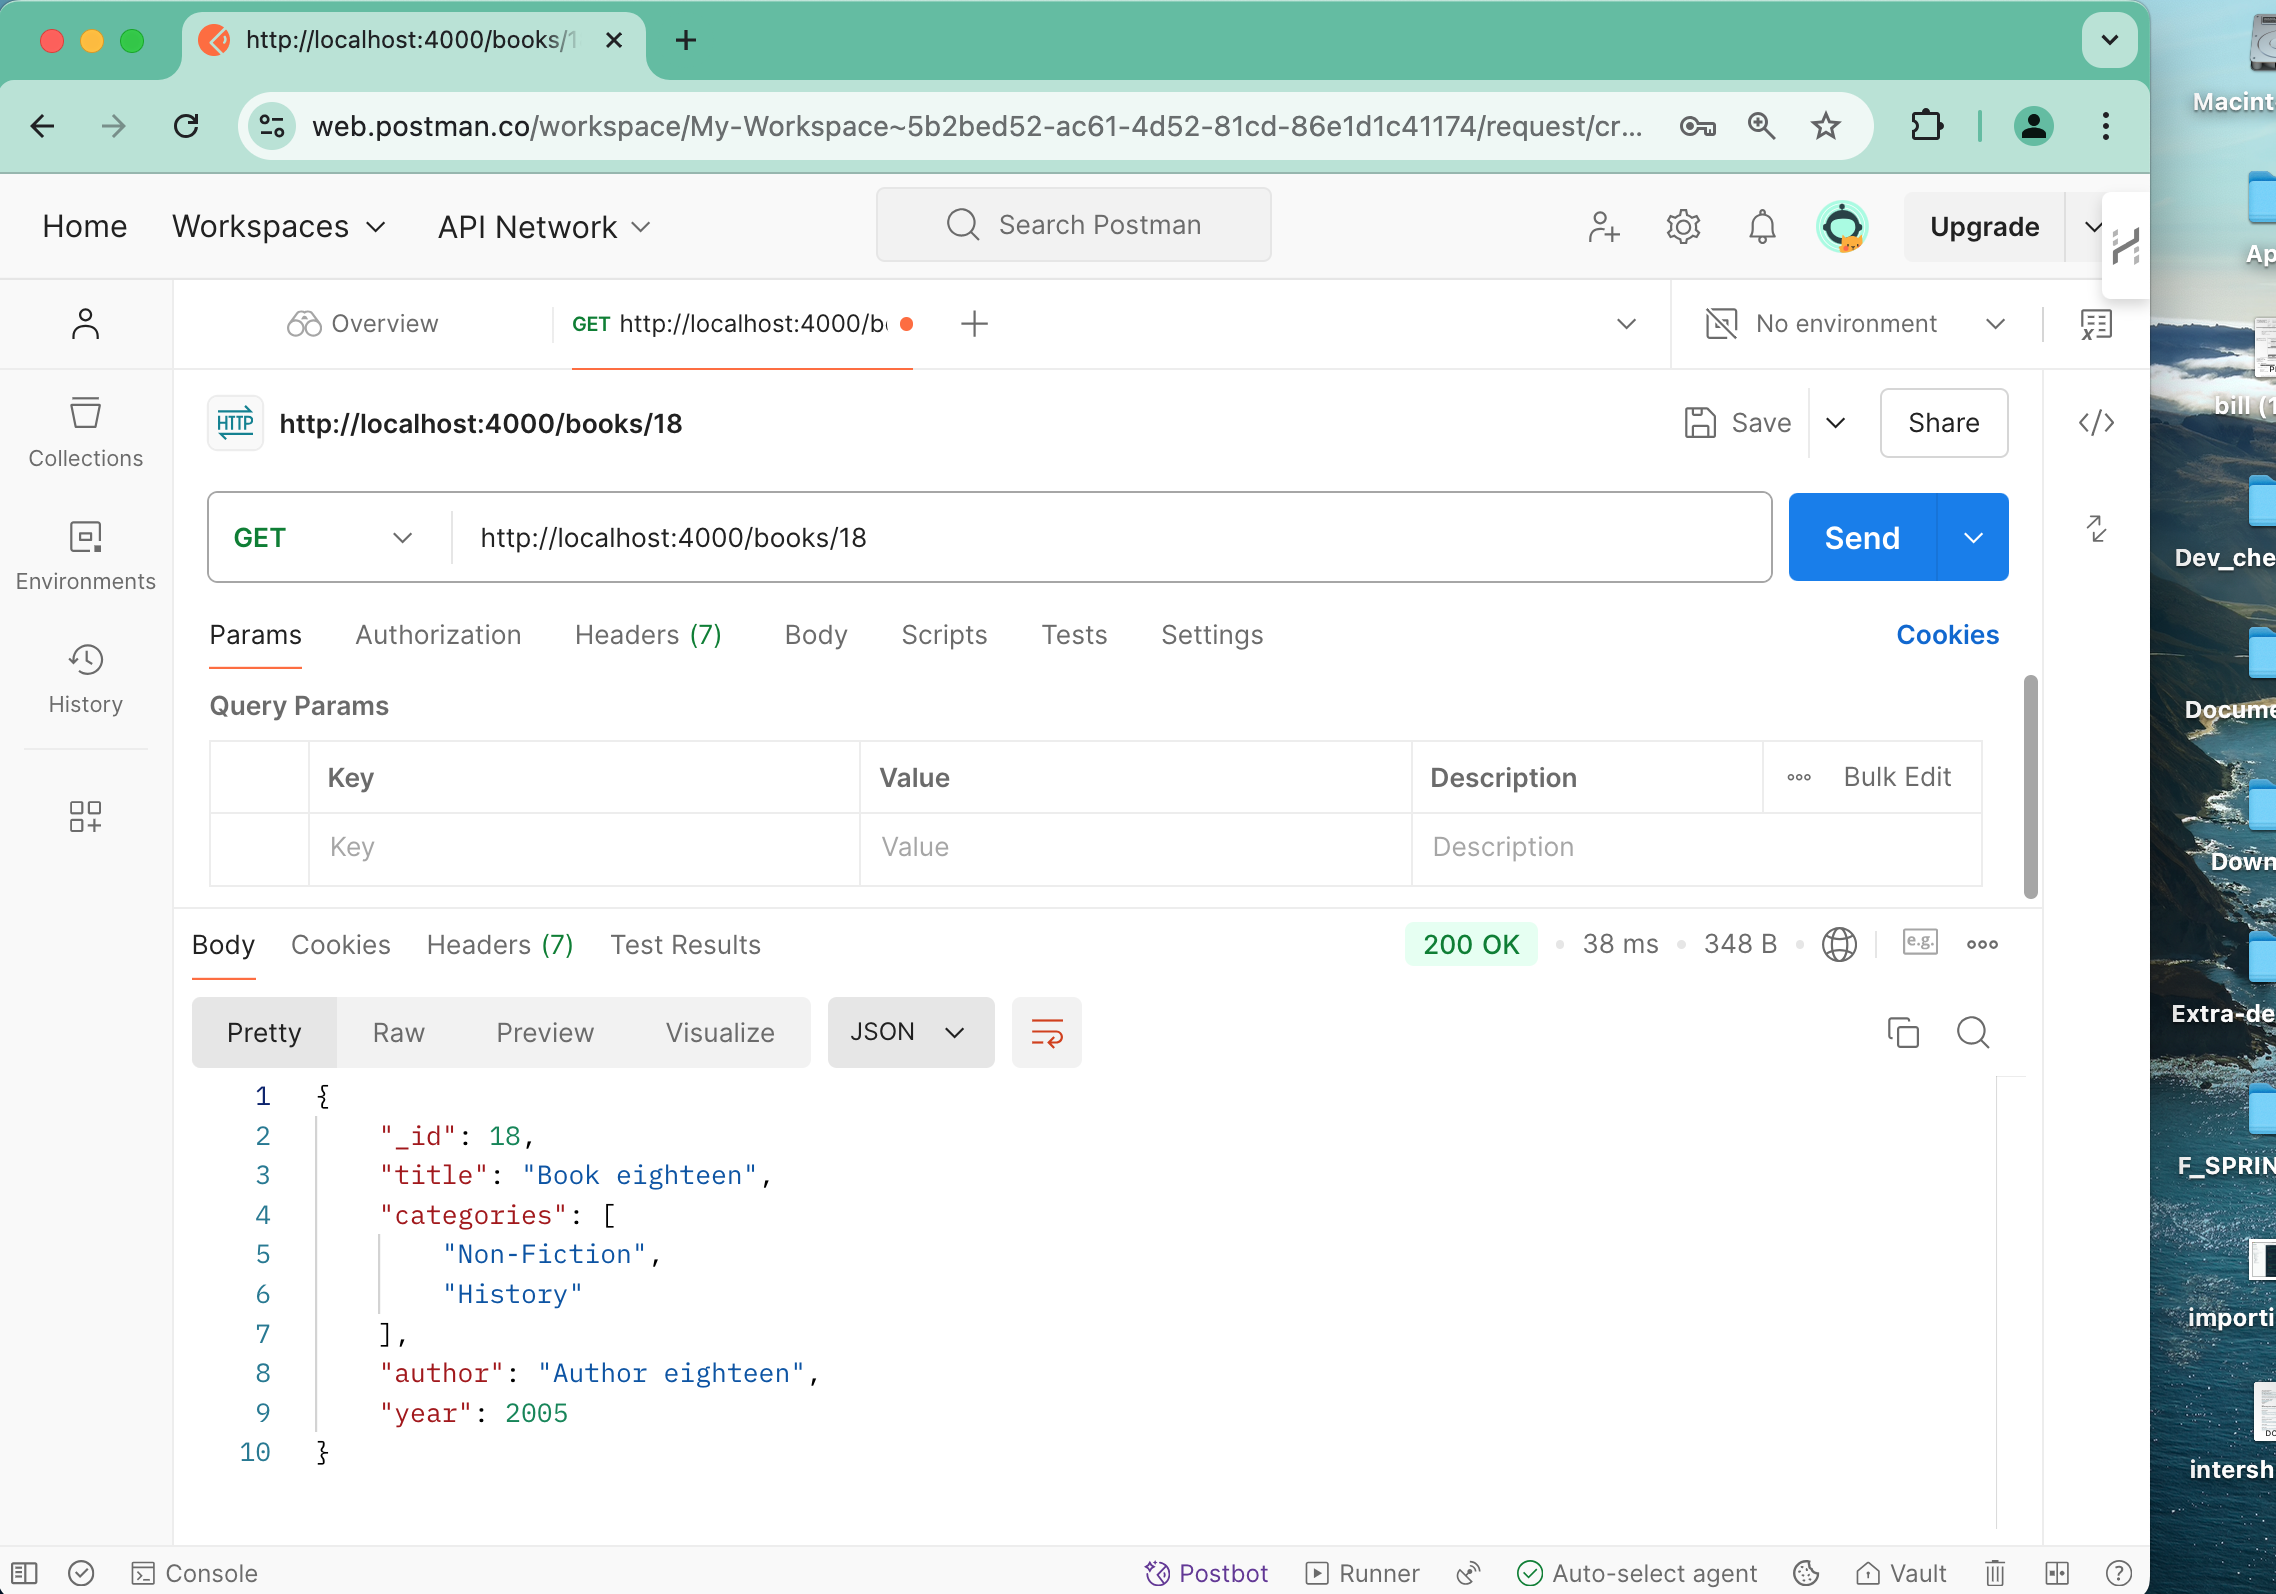 http://localhost:4000/books/1
web.postman.co/workspace/My-Workspace~5b2bed52-ac61-4d52-81cd-86e1d1c41174/request/cr...
Home Workspaces API Network Search Postman Upgrade
Overview GET http://localhost:4000/b No environment
HTTP http://localhost:4000/books/18 Save Share
Collections
GET http://localhost:4000/books/18 Send
Environments
Params Authorization Headers (7) Body Scripts Tests Settings Cookies
History
Query Params
Key Value Description Bulk Edit
Key Value Description
Body Cookies Headers (7) Test Results 200 OK 38 ms 348 B e.g.
Pretty Raw Preview Visualize JSON
1 {
2 "_id": 18,
3 "title": "Book eighteen",
4 "categories": [
5 "Non-Fiction",
6 "History"
7 ],
8 "author": "Author eighteen",
9 "year": 2005
10 }
Console Postbot Runner Auto-select agent Vault
Macint
Ap
bill (1
Dev_che
Docume
Down
Extra-de
F_SPRIN
importi
intersh